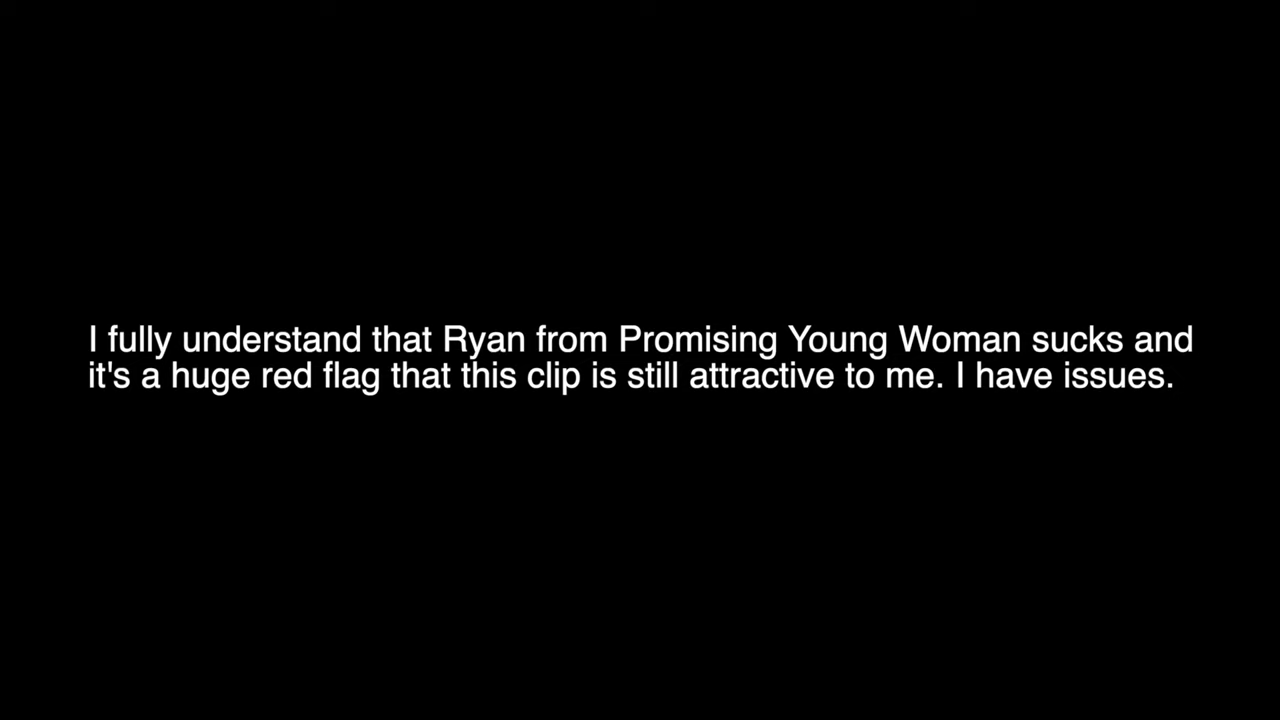 I fully understand that Ryan from Promising Young Woman sucks and
it's a huge red flag that this clip is still attractive to me. I have issues.